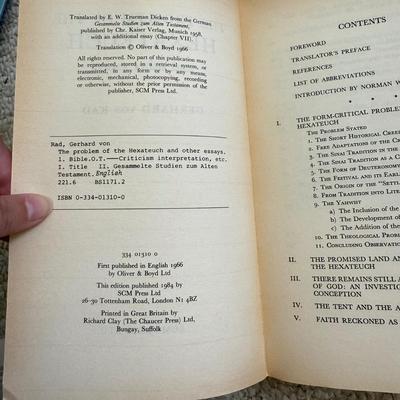 Translated by E. W. Trueman Dicken from the German
Gesammelte Studien zum Alten Testament,
published by Chr. Kaiser Verlag, Munich 1958,
with an additional essay (Chapter VII)
Translation © Oliver & Boyd 1966
All rights reserved. No part of this publication may
be reproduced, stored in a retrieval system, or
transmitted, in any form or by any means,
electronic, mechanical, photocopying, recording
or otherwise, without the prior permission of the
publisher, SCM Press Ltd.
Rad, Gerhard von
The problem of the Hexateuch and other essays.
1. Bible.O.T.—Criticism interpretation, etc.
I. Title II. Gesammelte Studien zum Alten
Testament. English
221.6 BS1171.2
ISBN 0-334-01310-0
334 01310 0
First published in English 1966
by Oliver & Boyd Ltd
This edition published 1984 by
SCM Press Ltd
26-30 Tottenham Road, London N1 4BZ
Printed in Great Britain by
Richard Clay (The Chaucer Press) Ltd,
Bungay, Suffolk
CONTENTS
FOREWORD
TRANSLATOR'S PREFACE
REFERENCES
LIST OF ABBREVIATIONS
INTRODUCTION BY NORMAN W
I. THE FORM-CRITICAL PROBLEM
HEXATEUCH
The Problem Stated
1. The Short Historical Creed
2. Free Adaptations of the Cr
3. The Sinai Tradition in the
4. The Sinai Tradition as a C
5. The Form of Deuteronomy
6. The Festival and its Earl
7. The Origin of the "Settl
8. From Tradition into Liter
9. The Yahwist
a) The Inclusion of the
b) The Development of
c) The Addition of the
10. The Theological Problem
11. Concluding Observation
II THE PROMISED LAND AND
THE HEXATEUCH
III THERE REMAINS STILL A
OF GOD: AN INVESTIG
CONCEPTION
IV. THE TENT AND THE A
V. FAITH RECKONED AS